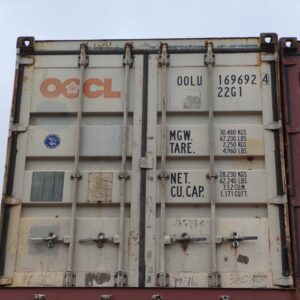 OOCL
OOLU 169692 4
22G1
MGW. 30.480 KGS
67.200 LBS
TARE. 2.250 KGS
4.960 LBS
NET. 28.230 KGS
62.240 LBS
CU.CAP. 33.2 CU.M.
1.171 CU.FT.